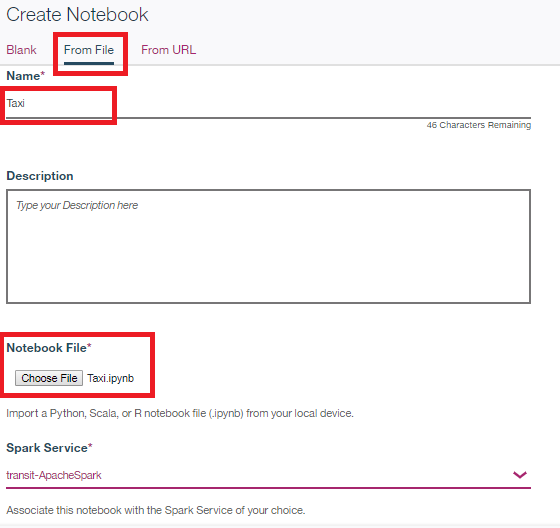 Create Notebook
Blank From File From URL
Name*
Taxi
46 Characters Remaining
Description
Type your Description here
Notebook File*
Choose File Taxi.ipynb
Import a Python, Scala, or R notebook file (.ipynb) from your local device.
Spark Service*
transit-ApacheSpark
Associate this notebook with the Spark Service of your choice.